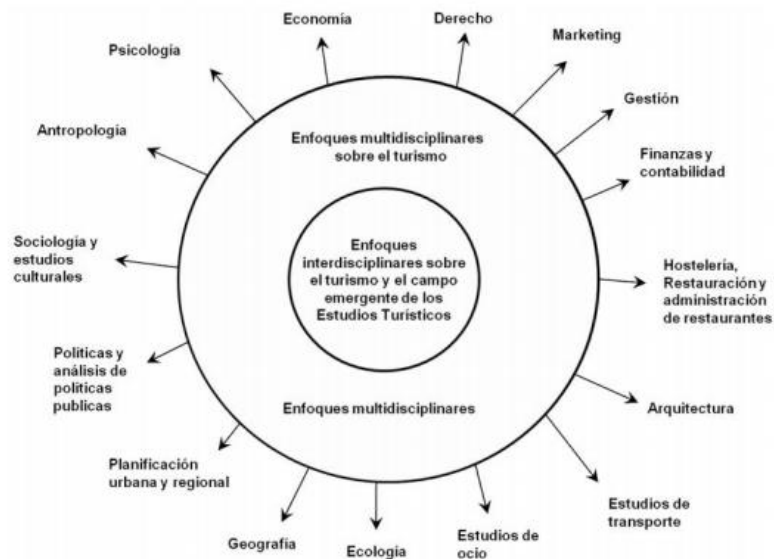 Economía
Derecho
Marketing
Psicología
Gestión
Antropología
Enfoques multidisciplinares
sobre el turismo
Finanzas y
contabilidad
Sociología y
estudios
culturales
Enfoques
interdisciplinares sobre
el turismo y el campo
emergente de los
Estudios Turísticos
Hostelería,
Restauración y
administración
de restaurantes
Políticas y
análisis de
políticas
publicas
Enfoques multidisciplinares
Arquitectura
Planificación
urbana y regional
Estudios de
transporte
Geografía
Ecología
Estudios de
ocio